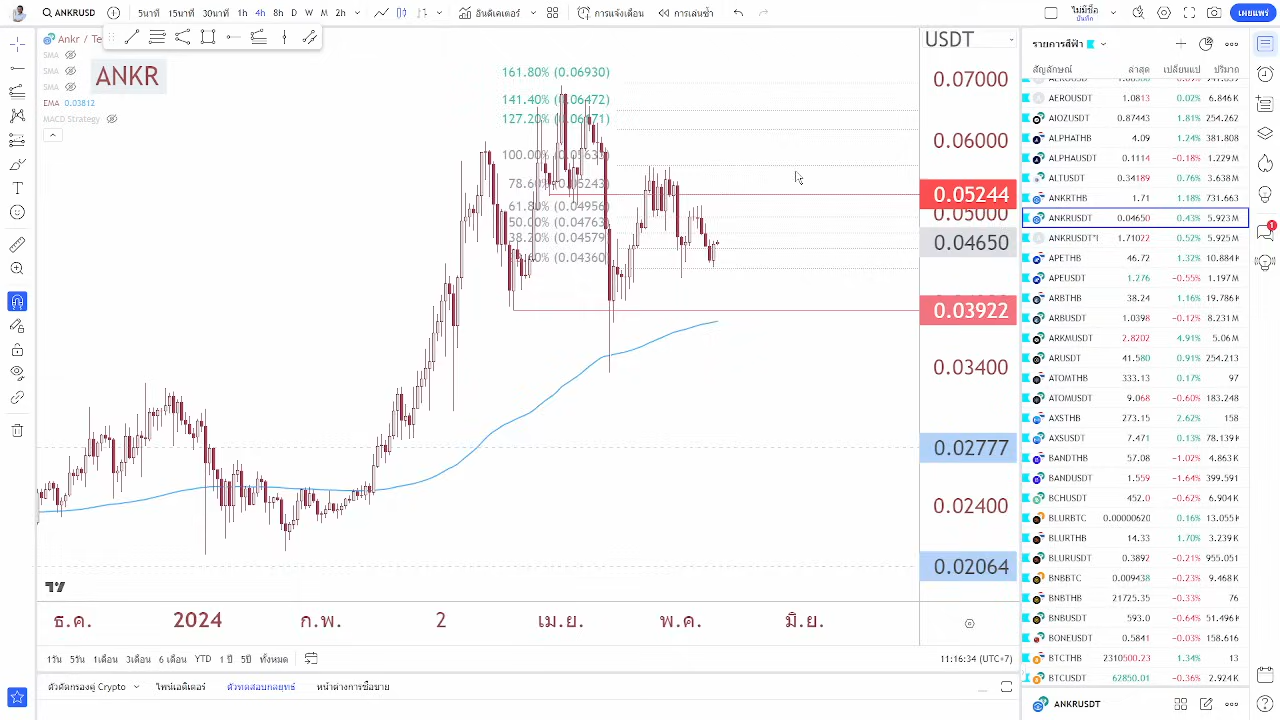 ANKRUSD
5นาที 15นาที 30นาที 1h 4h 8h D W M 2h
อินดิเคเตอร์
การแจ้งเตือน
การเล่นซ้ำ
ไม่มีชื่อ
บันทึก
เผยแพร่
Ankr / Te
SMA
SMA
SMA
EMA 0.03812
MACD Strategy
ANKR
161.80% (0.06930)
141.40% (0.06472)
127.20% (0.06171)
100.00% (0.05633)
78.60% (0.05243)
61.80% (0.04956)
50.00% (0.04763)
38.20% (0.04579)
(0.04360)
USDT
0.07000
0.06000
0.05244
0.05000
0.04650
0.03922
0.03400
0.02777
0.02400
0.02064
ธ.ค. 2024 ก.พ. 2 เม.ย. พ.ค. มิ.ย.
1วัน 5วัน 1เดือน 3เดือน 6 เดือน YTD 1 ปี 5ปี ทั้งหมด
11:16:34 (UTC+7)
ตัวคัดกรองคู่ Crypto ไพน์เอดิเตอร์ ตัวทดสอบกลยุทธ์ หน้าต่างการซื้อขาย
รายการสีฟ้า
สัญลักษณ์ ล่าสุด เปลี่ยนแปลง ปริมาณ
AEROUSDT 1.0813 0.02% 6.846K
AIOZUSDT 0.87443 1.81% 254.262
ALPHATHB 4.09 1.24% 381.808
ALPHAUSDT 0.1114 -0.18% 1.229M
ALTUSDT 0.34189 0.76% 3.638M
ANKRTHB 1.71 1.18% 731.663
ANKRUSDT 0.04650 0.43% 5.923M
ANKRUSDT*( 1.71022 0.52% 5.925M
APETHB 46.72 1.32% 10.884K
APEUSDT 1.276 -0.55% 1.197M
ARBTHB 38.24 1.16% 19.786K
ARBUSDT 1.0398 -0.12% 8.231M
ARKMUSDT 2.8202 4.91% 5.06M
ARUSDT 41.580 0.91% 254.213
ATOMTHB 333.13 0.17% 97
ATOMUSDT 9.068 -0.60% 183.248
AXSTHB 273.15 2.62% 158
AXSUSDT 7.471 0.13% 78.139K
BANDTHB 57.08 -1.02% 4.863K
BANDUSDT 1.559 -1.64% 399.591
BCHUSDT 452.0 -0.62% 6.904K
BLURBTC 0.00000620 0.16% 13.055K
BLURTHB 14.33 1.70% 3.239K
BLURUSDT 0.3892 -0.21% 955.051
BNBBTC 0.009438 -0.23% 9.468K
BNBTHB 21725.35 -0.33% 76
BNBUSDT 593.0 -0.64% 51.496K
BONEUSDT 0.5841 -0.03% 158.616
BTCTHB 2310500.23 1.34% 13
BTCUSDT 62850.01 -0.36% 2.924K
ANKRUSDT
1